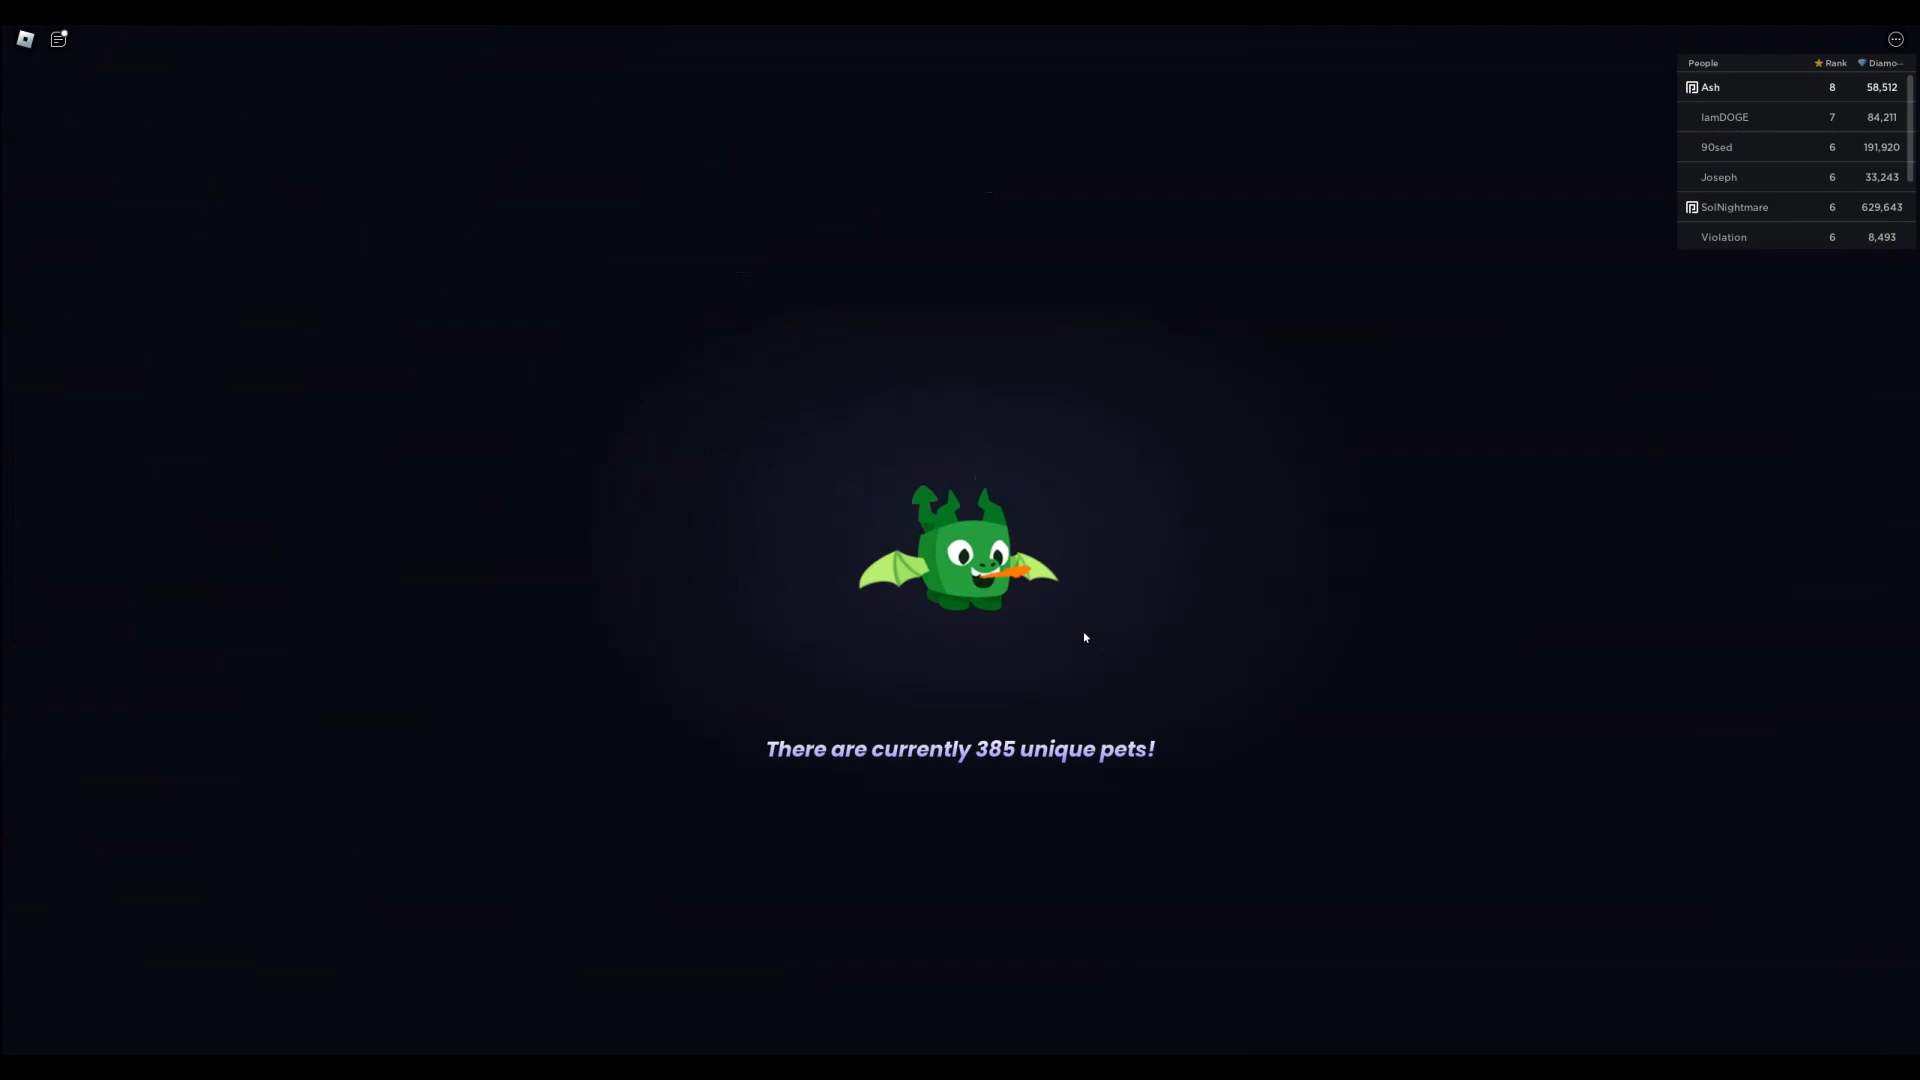 People Rank Diamo...
Ash 8 58,512
IamDOGE 7 84,211
90sed 6 191,920
Joseph 6 33,243
SolNightmare 6 629,643
Violation 6 8,493
There are currently 385 unique pets!